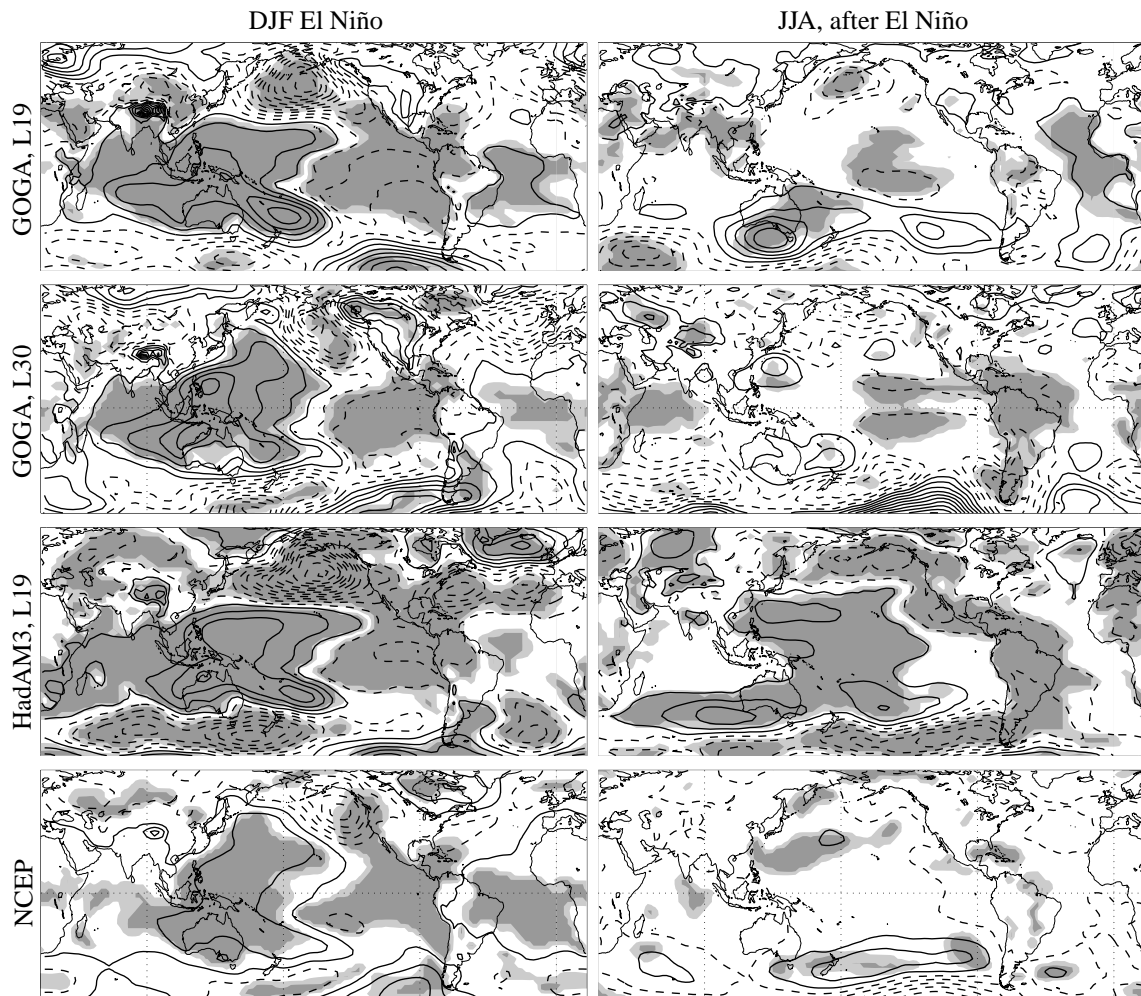 DJF El Niño
JJA, after El Niño
GOGA, L19
GOGA, L30
HadAM3, L19
NCEP